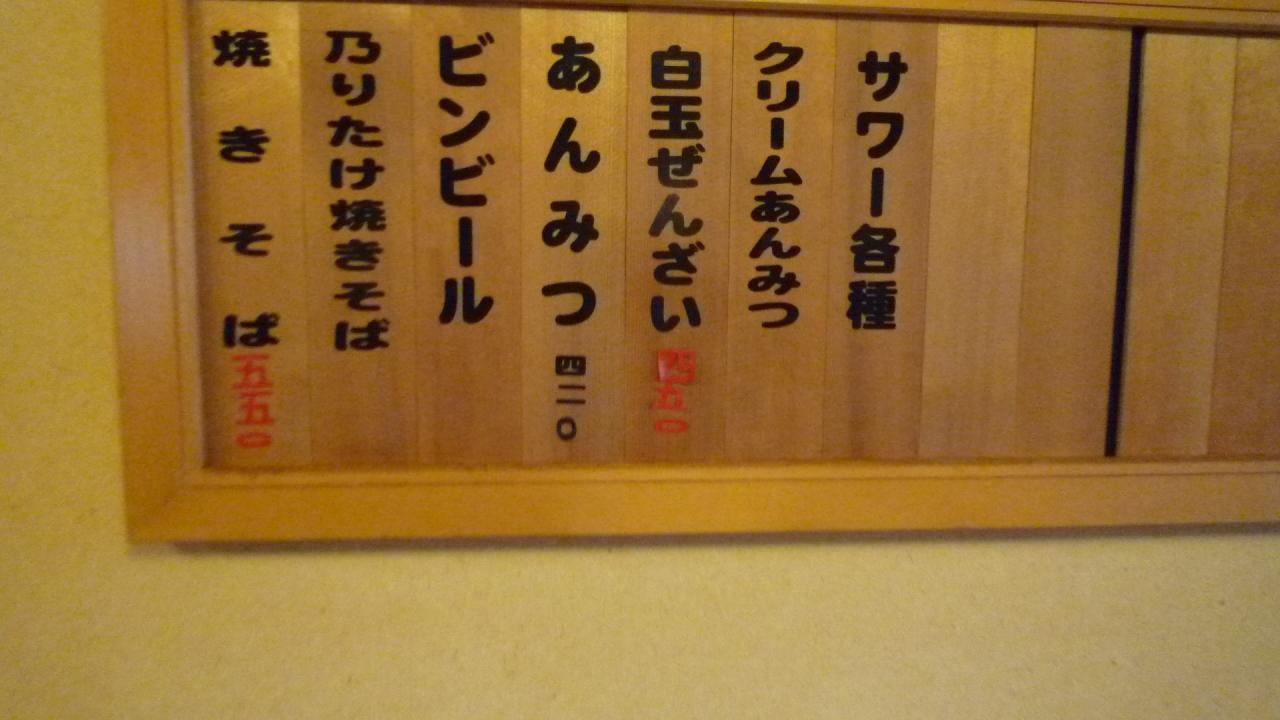 サワー各種
クリームあんみつ
白玉ぜんざい 四五〇
あんみつ 四二〇
ビンビール
乃りたけ焼きそば
焼きそば 五五〇